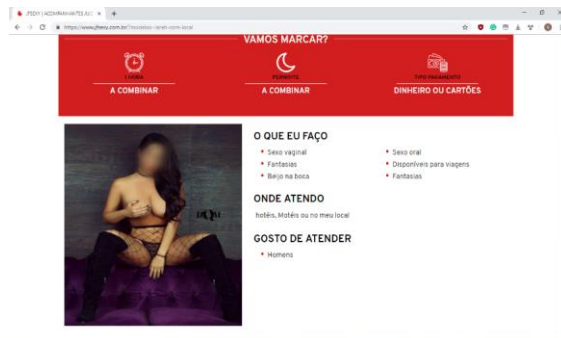 VAMOS MARCAR?
1 HORA
A COMBINAR
PERNOITE
A COMBINAR
TIPO PAGAMENTO
DINHEIRO OU CARTÕES
O QUE EU FAÇO
Sexo vaginal
Fantasias
Beijo na boca
Sexo oral
Disponíveis para viagens
Fantasias
ONDE ATENDO
hotéis, Motéis ou no meu local
GOSTO DE ATENDER
Homens